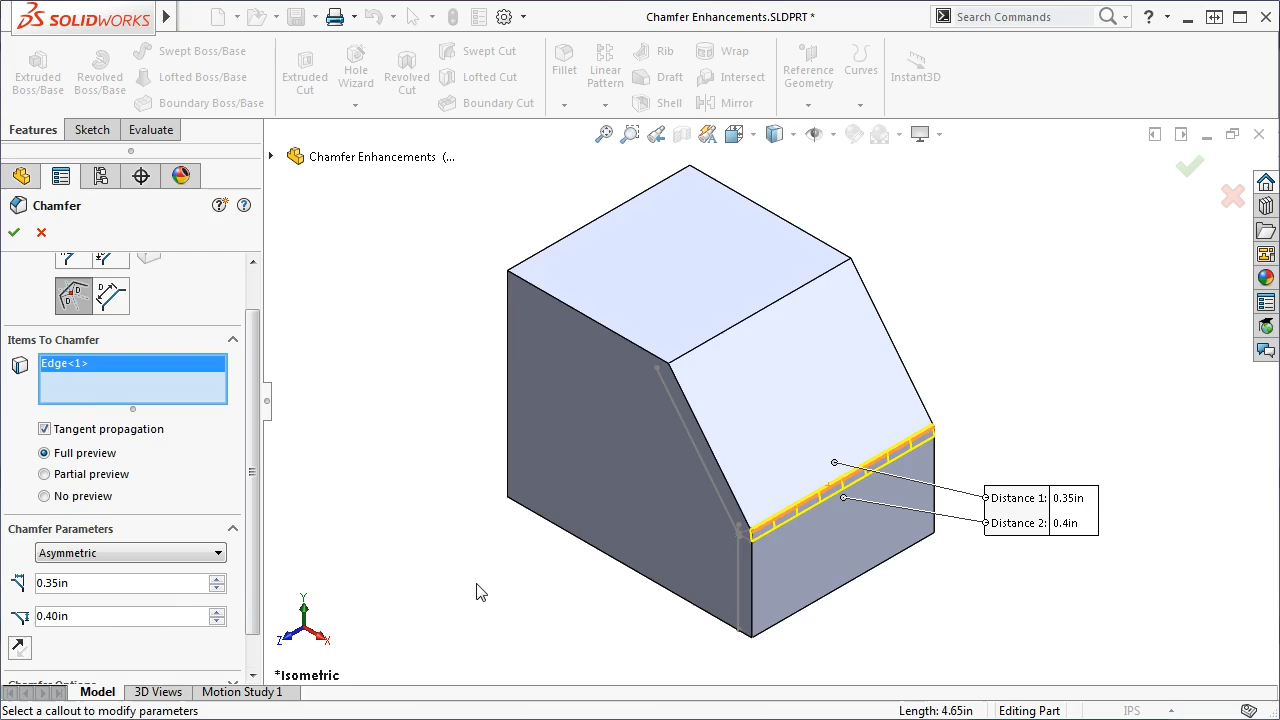 SOLIDWORKS
Chamfer Enhancements.SLDPRT *
Search Commands
?
Extruded Boss/Base
Revolved Boss/Base
Swept Boss/Base
Lofted Boss/Base
Boundary Boss/Base
Extruded Cut
Hole Wizard
Revolved Cut
Swept Cut
Lofted Cut
Boundary Cut
Fillet
Linear Pattern
Rib
Draft
Shell
Wrap
Intersect
Mirror
Reference Geometry
Curves
Instant3D
Features
Sketch
Evaluate
Chamfer Enhancements (...
Chamfer
Items To Chamfer
Edge<1>
Tangent propagation
Full preview
Partial preview
No preview
Chamfer Parameters
Asymmetric
0.35in
0.40in
Chamfer Options
Distance 1: 0.35in
Distance 2: 0.4in
Y
Z
X
*Isometric
Model
3D Views
Motion Study 1
Select a callout to modify parameters
Length: 4.65in
Editing Part
IPS